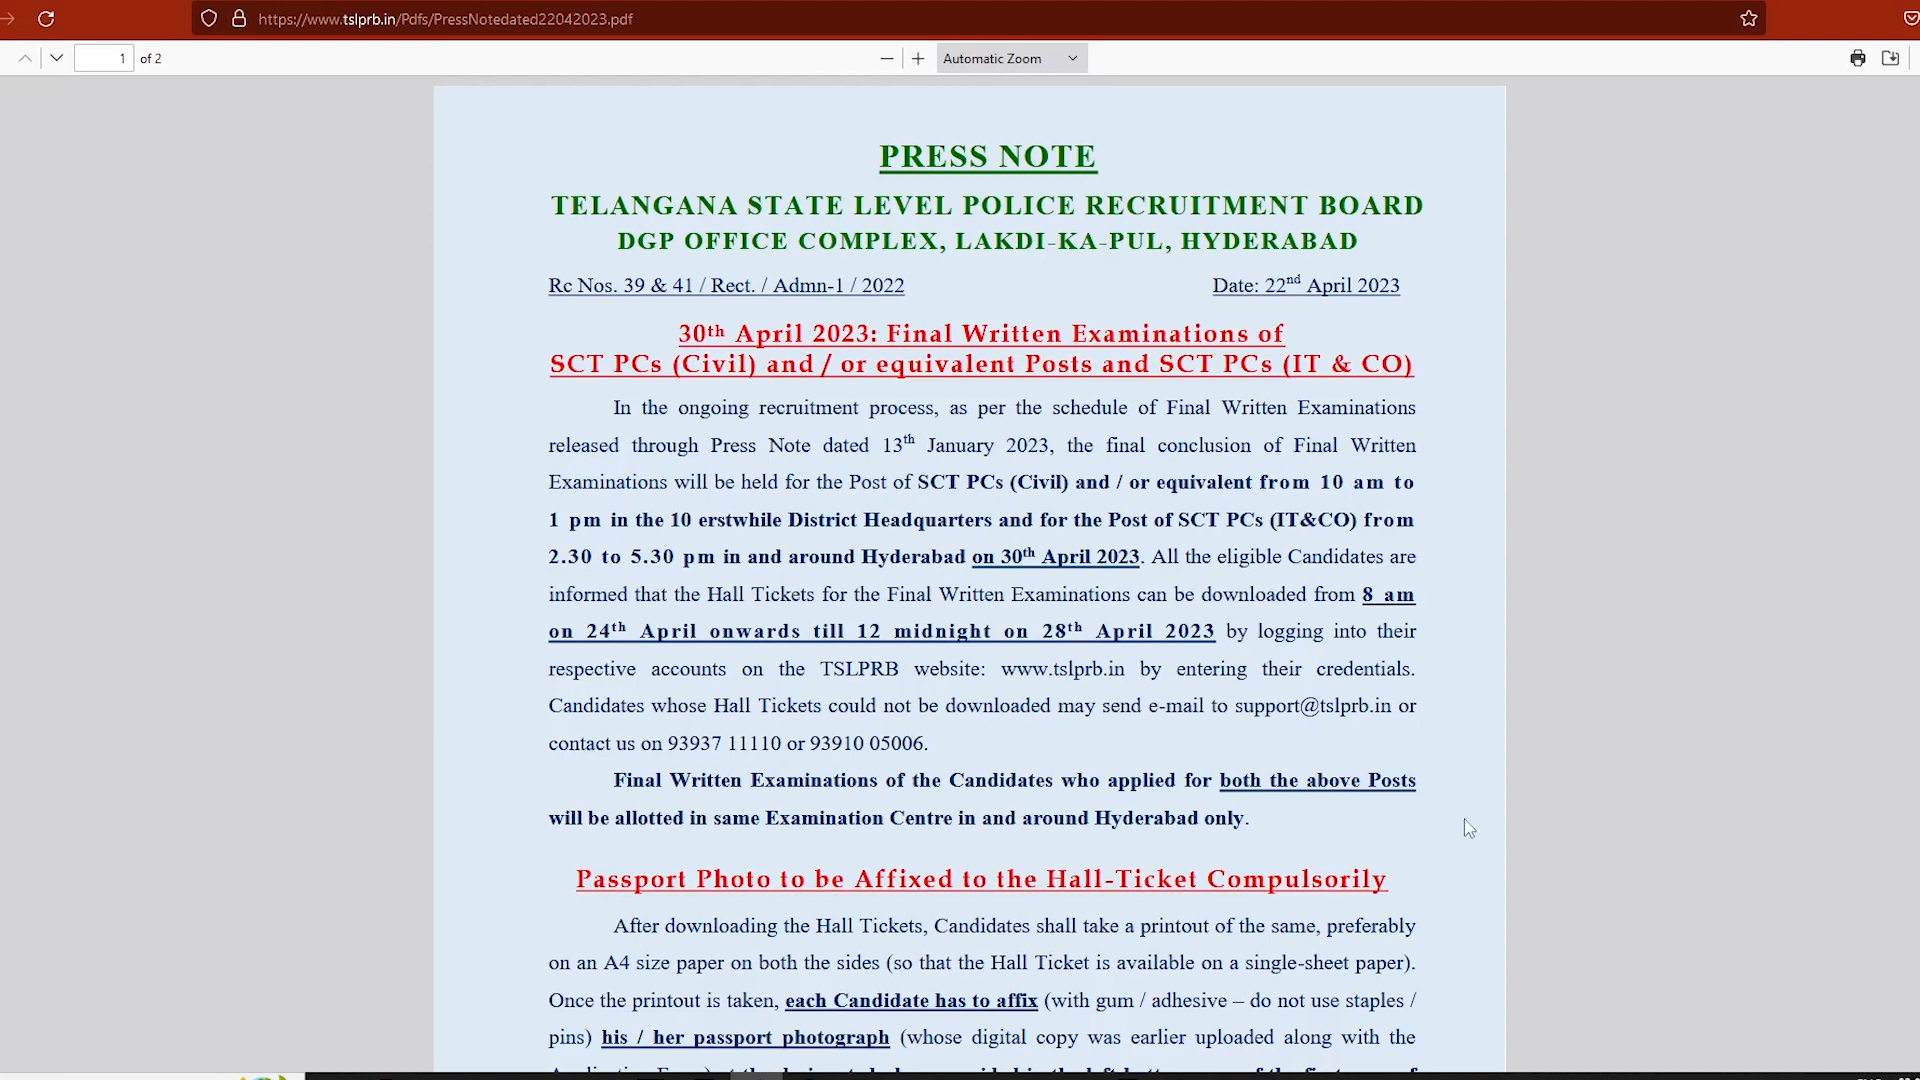 https://www.tslprb.in/Pdfs/PressNotedated22042023.pdf
1 of 2
Automatic Zoom
PRESS NOTE
TELANGANA STATE LEVEL POLICE RECRUITMENT BOARD
DGP OFFICE COMPLEX, LAKDI-KA-PUL, HYDERABAD
Rc Nos. 39 & 41 / Rect. / Admn-1 / 2022 Date: 22nd April 2023
30th April 2023: Final Written Examinations of
SCT PCs (Civil) and / or equivalent Posts and SCT PCs (IT & CO)
In the ongoing recruitment process, as per the schedule of Final Written Examinations
released through Press Note dated 13th January 2023, the final conclusion of Final Written
Examinations will be held for the Post of SCT PCs (Civil) and / or equivalent from 10 am to
1 pm in the 10 erstwhile District Headquarters and for the Post of SCT PCs (IT&CO) from
2.30 to 5.30 pm in and around Hyderabad on 30th April 2023. All the eligible Candidates are
informed that the Hall Tickets for the Final Written Examinations can be downloaded from 8 am
on 24th April onwards till 12 midnight on 28th April 2023 by logging into their
respective accounts on the TSLPRB website: www.tslprb.in by entering their credentials.
Candidates whose Hall Tickets could not be downloaded may send e-mail to support@tslprb.in or
contact us on 93937 11110 or 93910 05006.
Final Written Examinations of the Candidates who applied for both the above Posts
will be allotted in same Examination Centre in and around Hyderabad only.
Passport Photo to be Affixed to the Hall-Ticket Compulsorily
After downloading the Hall Tickets, Candidates shall take a printout of the same, preferably
on an A4 size paper on both the sides (so that the Hall Ticket is available on a single-sheet paper).
Once the printout is taken, each Candidate has to affix (with gum / adhesive – do not use staples /
pins) his / her passport photograph (whose digital copy was earlier uploaded along with the